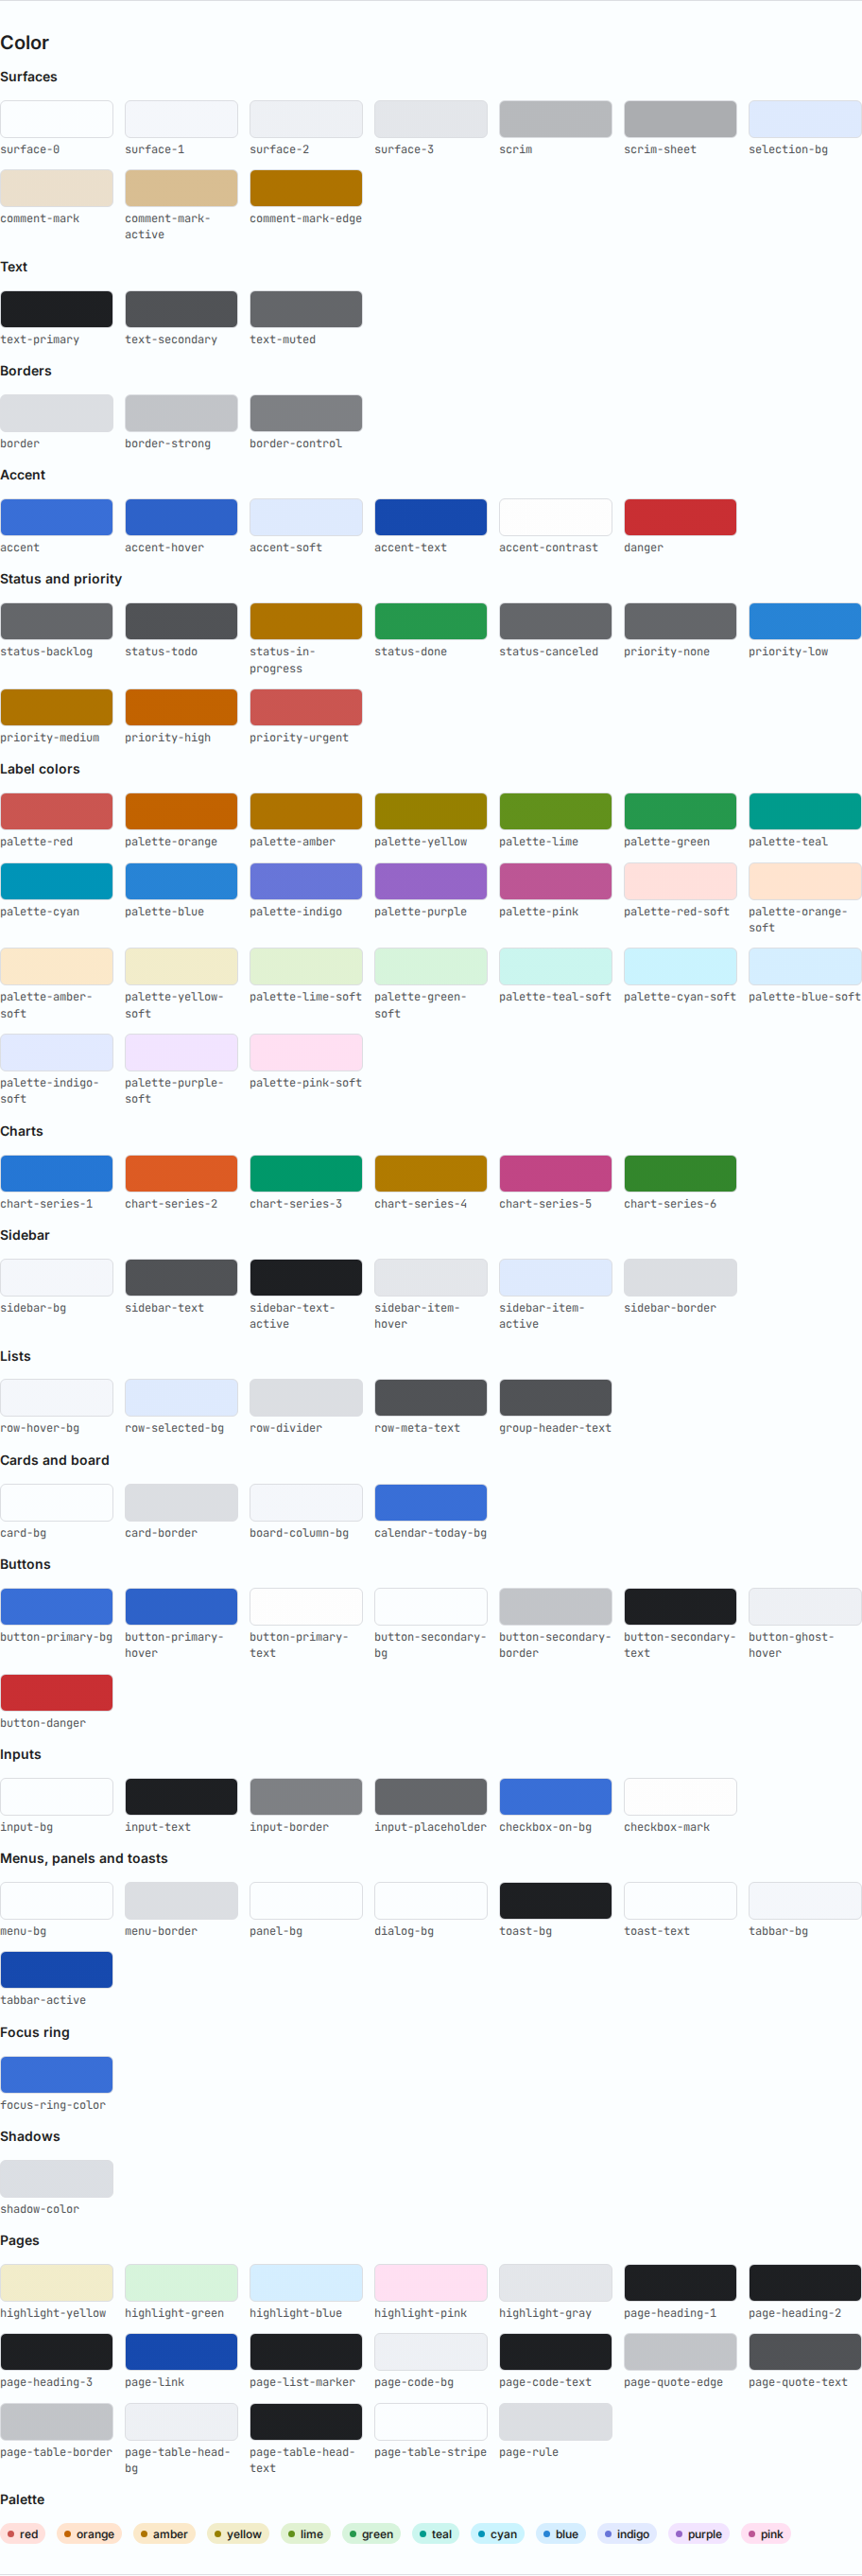 Color
Surfaces
surface-0 surface-1 surface-2 surface-3 scrim scrim-sheet selection-bg
comment-mark comment-mark- comment-mark-edge
active
Text
text-primary text-secondary text-muted
Borders
border border-strong border-control
Accent
accent accent-hover accent-soft accent-text accent-contrast danger
Status and priority
status-backlog status-todo status-in- status-done status-canceled priority-none priority-low
progress
priority-medium priority-high priority-urgent
Label colors
palette-red palette-orange palette-amber palette-yellow palette-lime palette-green palette-teal
palette-cyan palette-blue palette-indigo palette-purple palette-pink palette-red-soft palette-orange-
soft
palette-amber- palette-yellow- palette-lime-soft palette-green- palette-teal-soft palette-cyan-soft palette-blue-soft
soft soft soft
palette-indigo- palette-purple- palette-pink-soft
soft soft
Charts
chart-series-1 chart-series-2 chart-series-3 chart-series-4 chart-series-5 chart-series-6
Sidebar
sidebar-bg sidebar-text sidebar-text- sidebar-item- sidebar-item- sidebar-border
active hover active
Lists
row-hover-bg row-selected-bg row-divider row-meta-text group-header-text
Cards and board
card-bg card-border board-column-bg calendar-today-bg
Buttons
button-primary-bg button-primary- button-primary- button-secondary- button-secondary- button-secondary- button-ghost-
hover text bg border text hover
button-danger
Inputs
input-bg input-text input-border input-placeholder checkbox-on-bg checkbox-mark
Menus, panels and toasts
menu-bg menu-border panel-bg dialog-bg toast-bg toast-text tabbar-bg
tabbar-active
Focus ring
focus-ring-color
Shadows
shadow-color
Pages
highlight-yellow highlight-green highlight-blue highlight-pink highlight-gray page-heading-1 page-heading-2
page-heading-3 page-link page-list-marker page-code-bg page-code-text page-quote-edge page-quote-text
page-table-border page-table-head- page-table-head- page-table-stripe page-rule
bg text
Palette
red orange amber yellow lime green teal cyan blue indigo purple pink